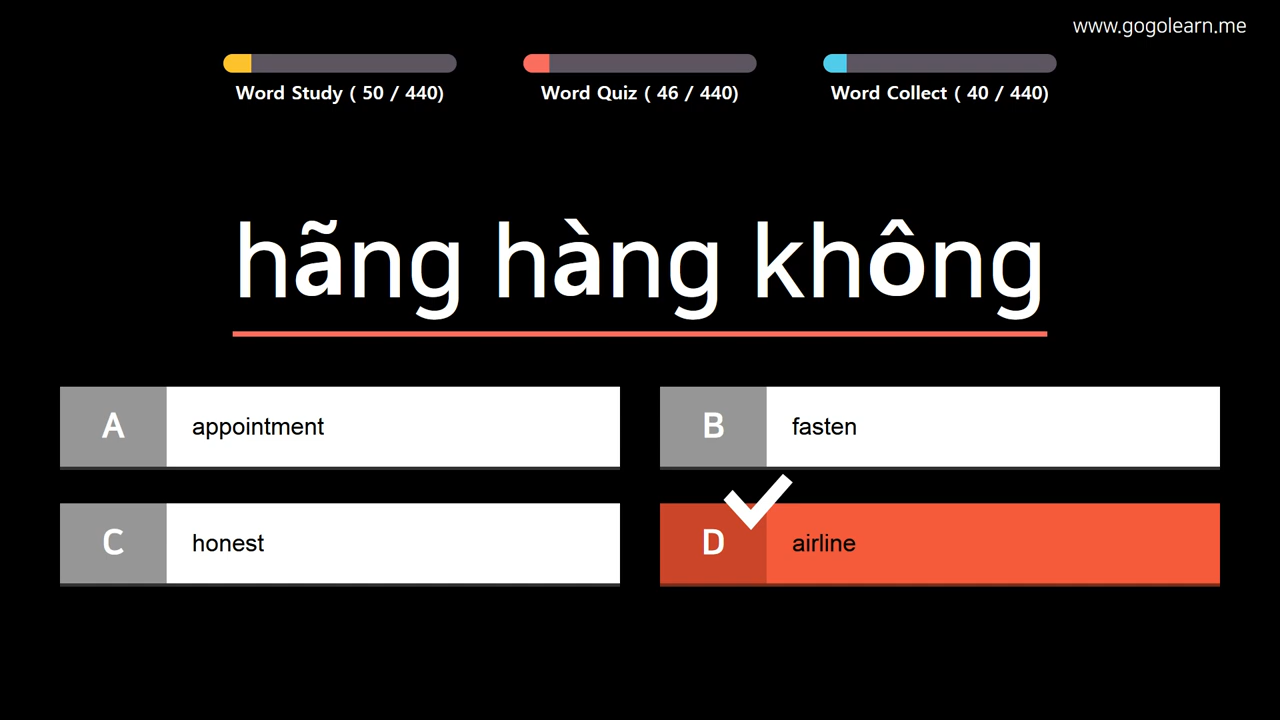 www.gogolearn.me
Word Study ( 50 / 440)
Word Quiz ( 46 / 440)
Word Collect ( 40 / 440)
hãng hàng không
A appointment
B fasten
C honest
D airline